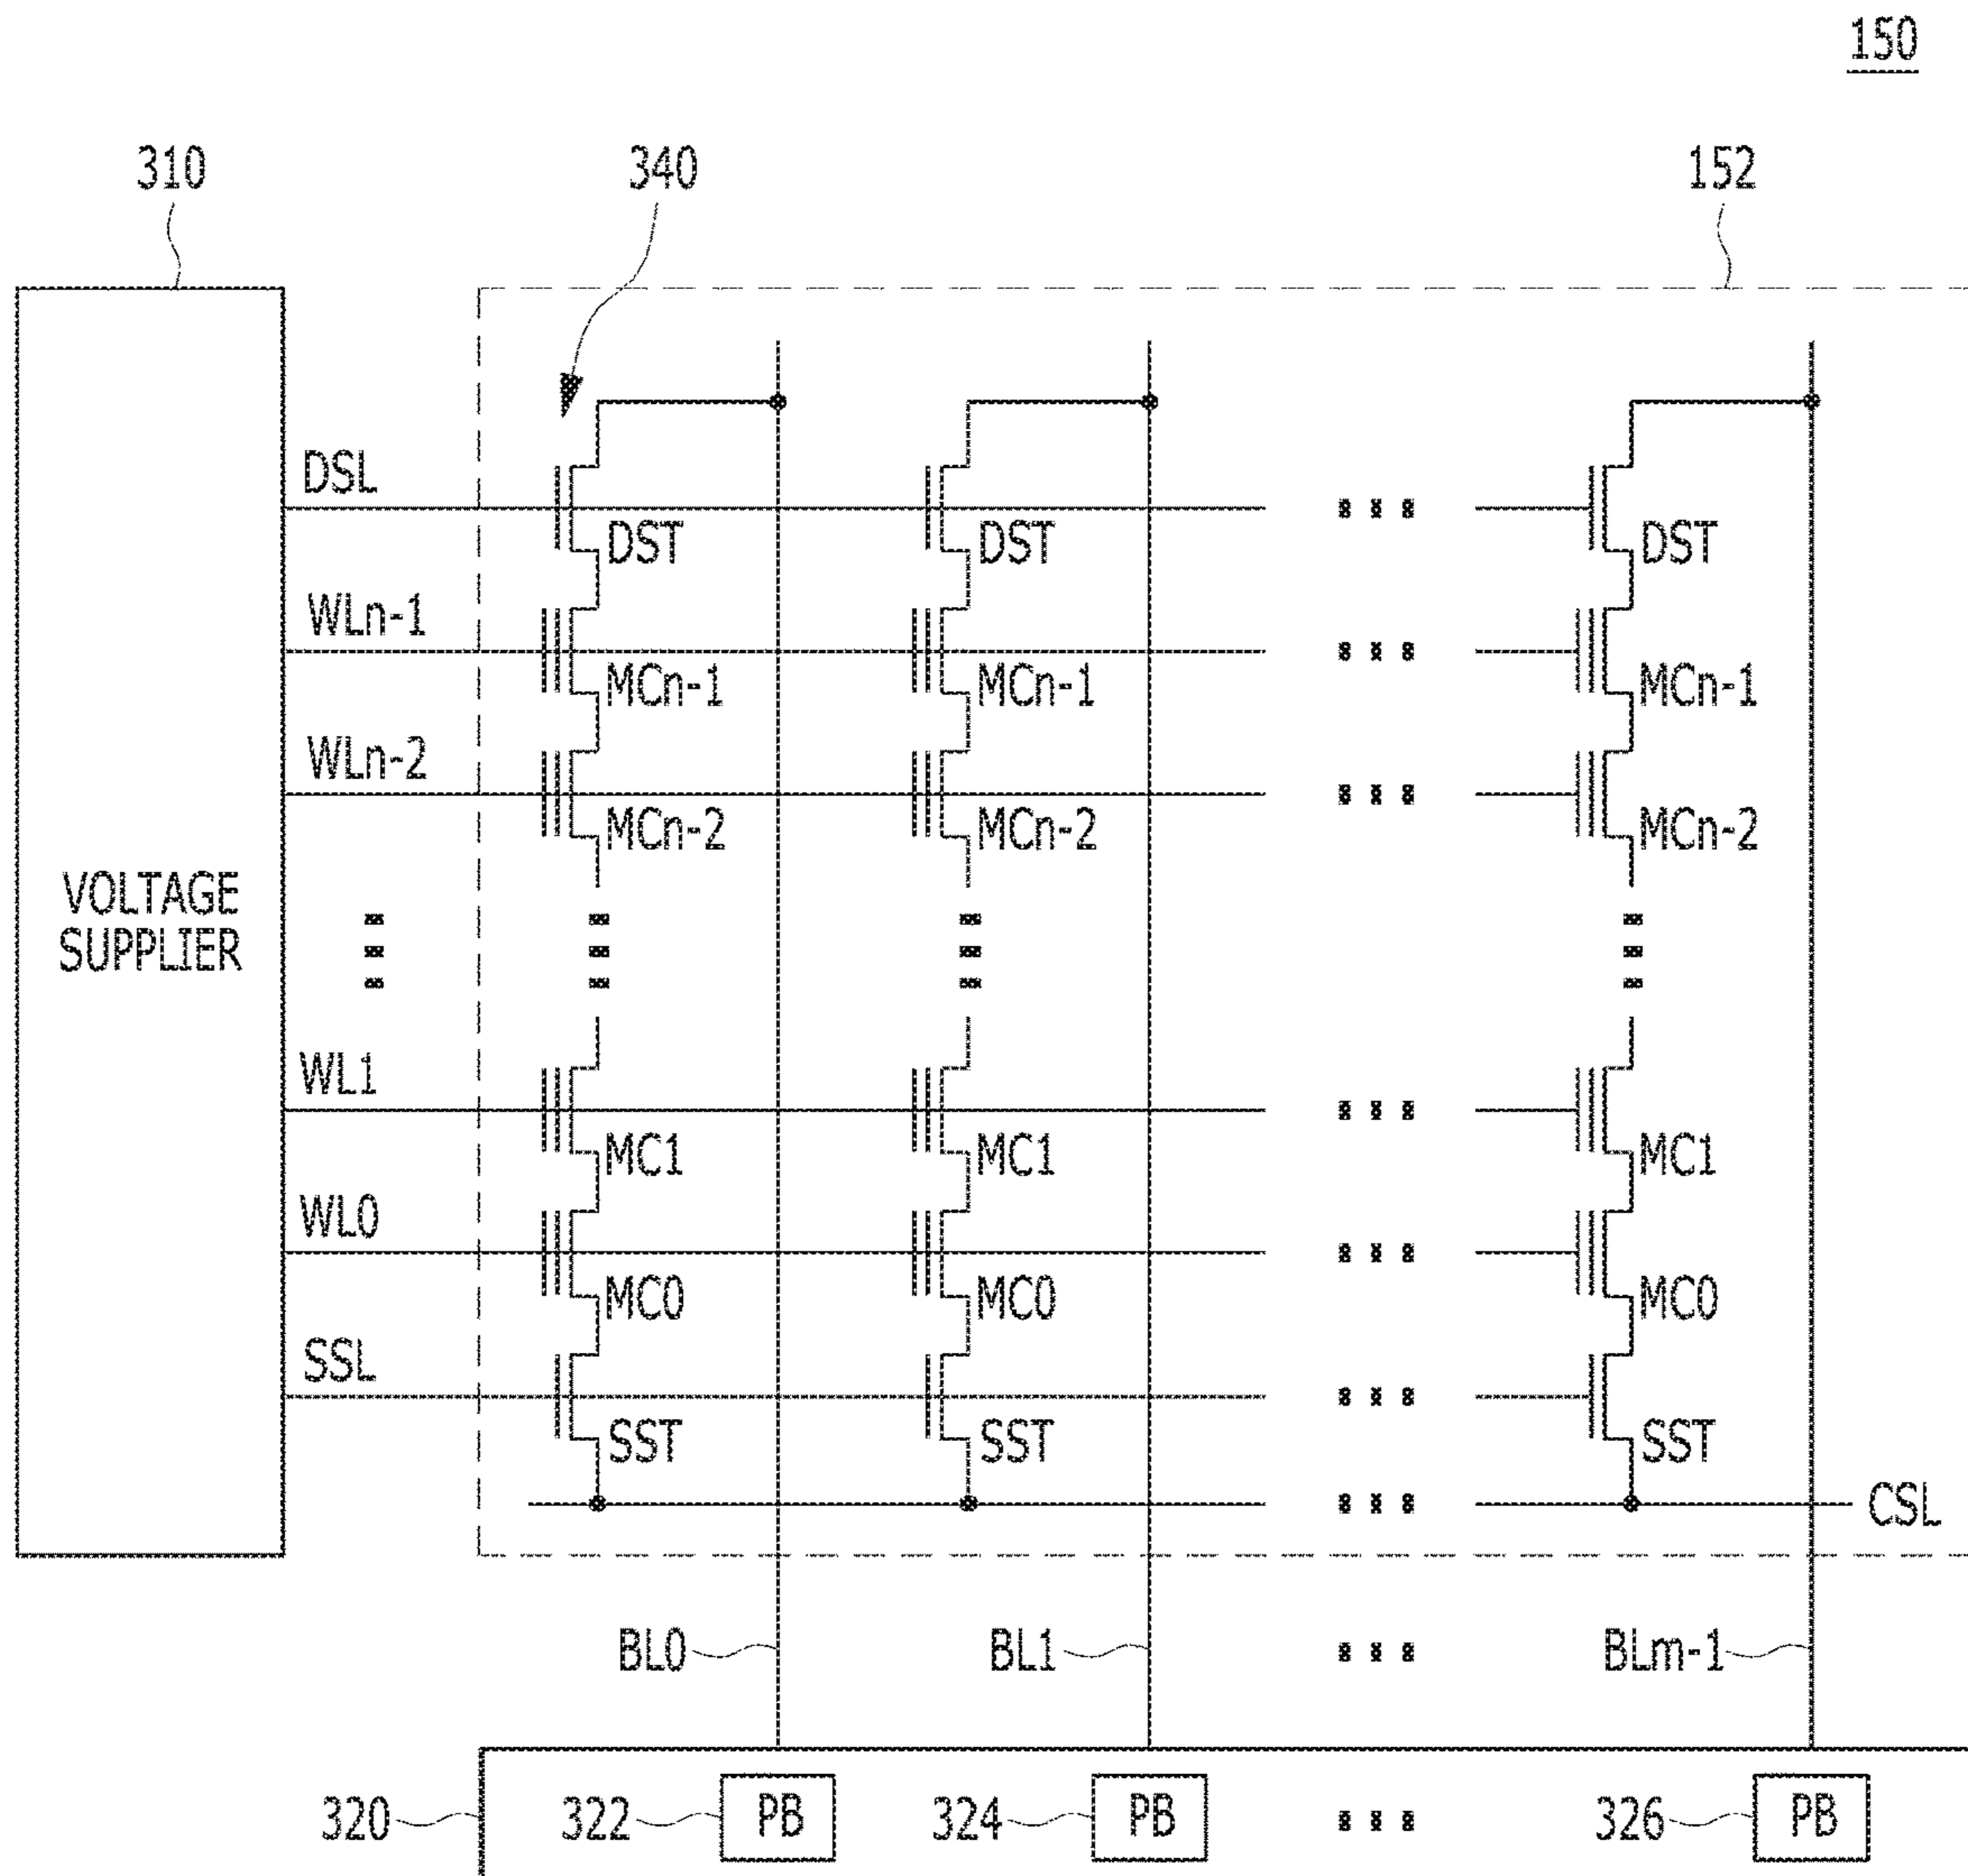 150
310
340
152
DSL
DST DST DST
WLn-1
MCn-1 MCn-1 MCn-1
WLn-2
MCn-2 MCn-2 MCn-2
VOLTAGE
SUPPLIER
WL1
MC1 MC1 MC1
WL0
MC0 MC0 MC0
SSL
SST SST SST
CSL
BL0 BL1 BLm-1
320 322 PB 324 PB 326 PB